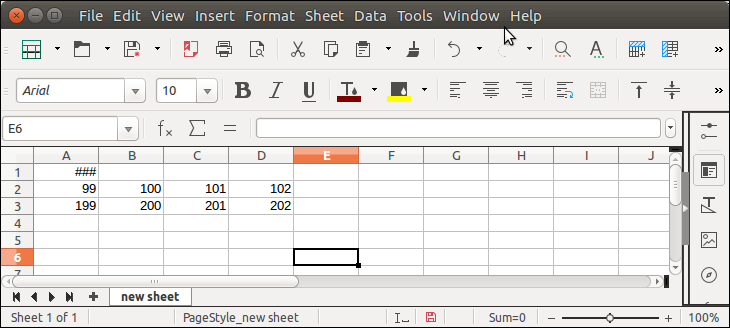 File Edit View Insert Format Sheet Data Tools Window Help
Arial 10 B I U T
E6 fx Σ =
A B C D E F G H I J
1 ###
2 99 100 101 102
3 199 200 201 202
4
5
6
7
new sheet
Sheet 1 of 1 PageStyle_new sheet Sum=0 100%